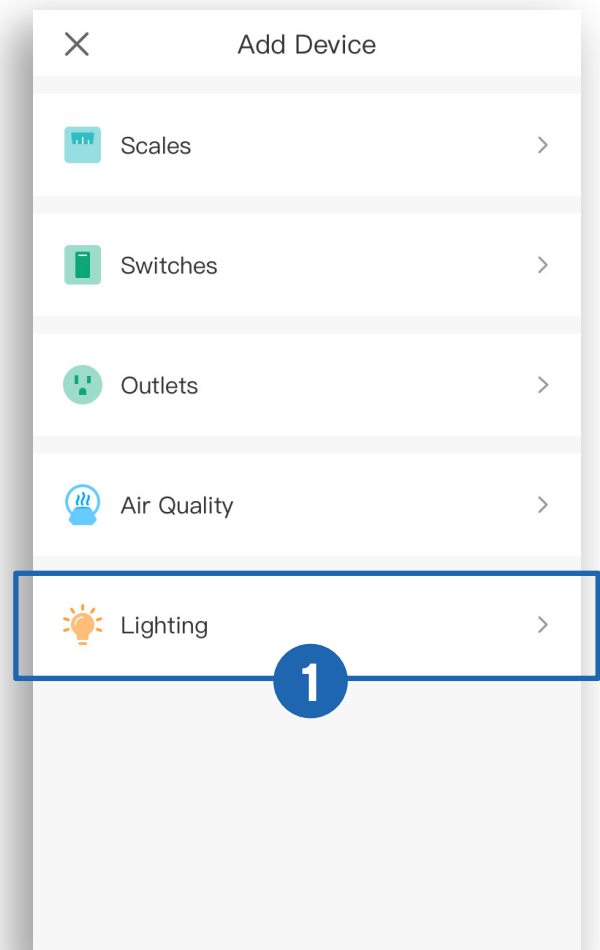 Add Device
Scales
Switches
Outlets
Air Quality
Lighting
1